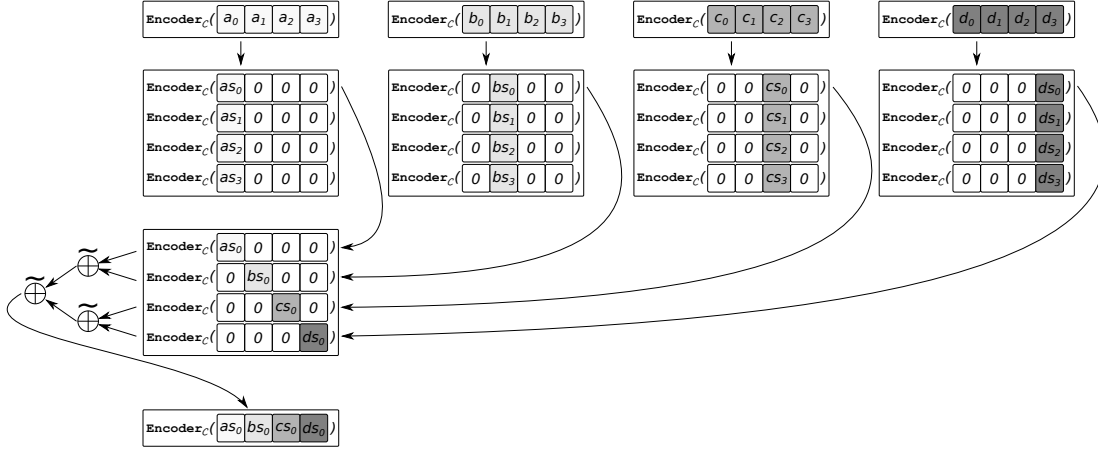 Encoder_C( a_0 a_1 a_2 a_3 ) Encoder_C( b_0 b_1 b_2 b_3 ) Encoder_C( c_0 c_1 c_2 c_3 ) Encoder_C( d_0 d_1 d_2 d_3 )
Encoder_C( as_0 0 0 0 ) Encoder_C( 0 bs_0 0 0 ) Encoder_C( 0 0 cs_0 0 ) Encoder_C( 0 0 0 ds_0 )
Encoder_C( as_1 0 0 0 ) Encoder_C( 0 bs_1 0 0 ) Encoder_C( 0 0 cs_1 0 ) Encoder_C( 0 0 0 ds_1 )
Encoder_C( as_2 0 0 0 ) Encoder_C( 0 bs_2 0 0 ) Encoder_C( 0 0 cs_2 0 ) Encoder_C( 0 0 0 ds_2 )
Encoder_C( as_3 0 0 0 ) Encoder_C( 0 bs_3 0 0 ) Encoder_C( 0 0 cs_3 0 ) Encoder_C( 0 0 0 ds_3 )
Encoder_C( as_0 0 0 0 )
Encoder_C( 0 bs_0 0 0 )
Encoder_C( 0 0 cs_0 0 )
Encoder_C( 0 0 0 ds_0 )
Encoder_C( as_0 bs_0 cs_0 ds_0 )